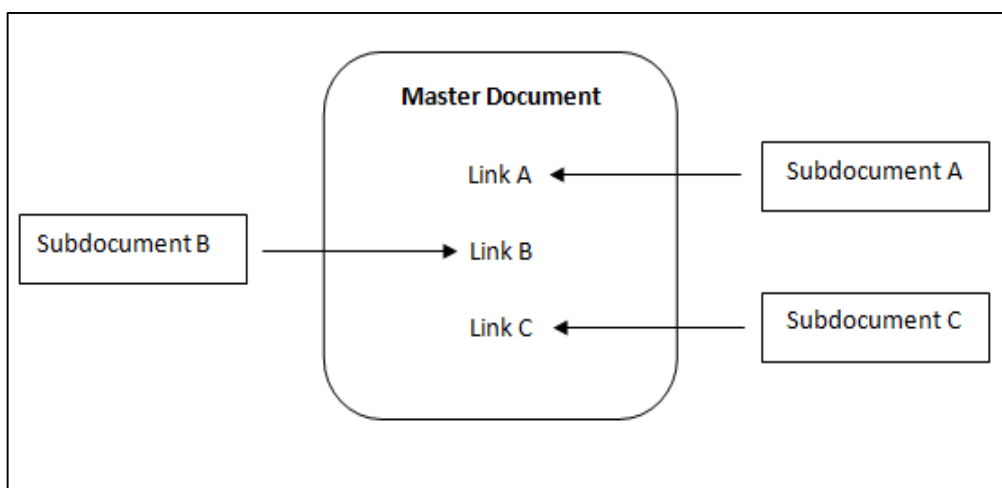 Master Document
Link A
Subdocument A
Subdocument B
Link B
Link C
Subdocument C